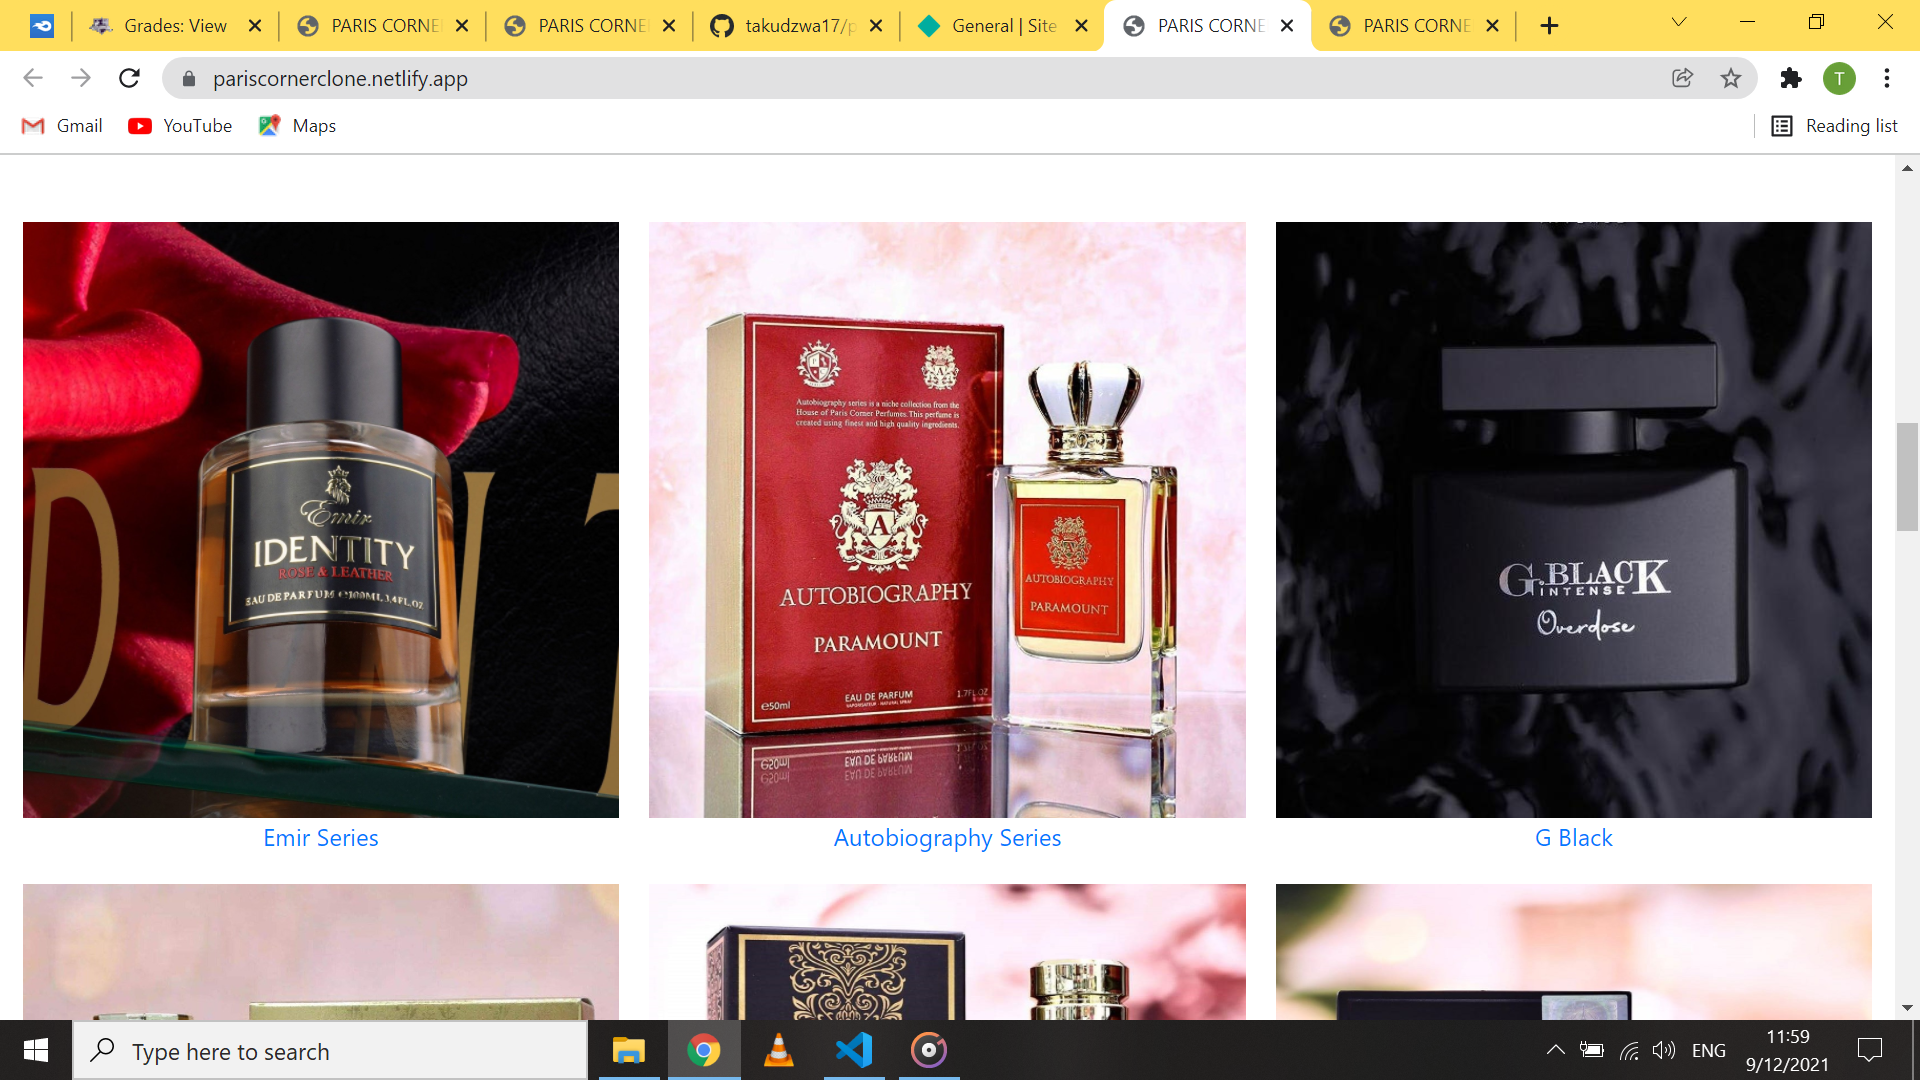 Grades: View
PARIS CORNE
PARIS CORNE
takudzwa17/p
General | Site
PARIS CORNE
PARIS CORNE
pariscornerclone.netlify.app
T
Gmail
YouTube
Maps
Reading list
Emir
IDENTITY
ROSE & LEATHER
EAU DE PARFUM ℮100ML 3.4FL.OZ
Autobiography series is a niche collection from the
House of Paris Corner Perfumes. This perfume is
created using finest and high quality ingredients.
A
AUTOBIOGRAPHY
PARAMOUNT
℮50ml
EAU DE PARFUM
VAPORISATEUR - NATURAL SPRAY
1.7FL.OZ
AUTOBIOGRAPHY
PARAMOUNT
G.BLACK
INTENSE
Overdose
Emir Series
Autobiography Series
G Black
Type here to search
ENG
11:59
9/12/2021